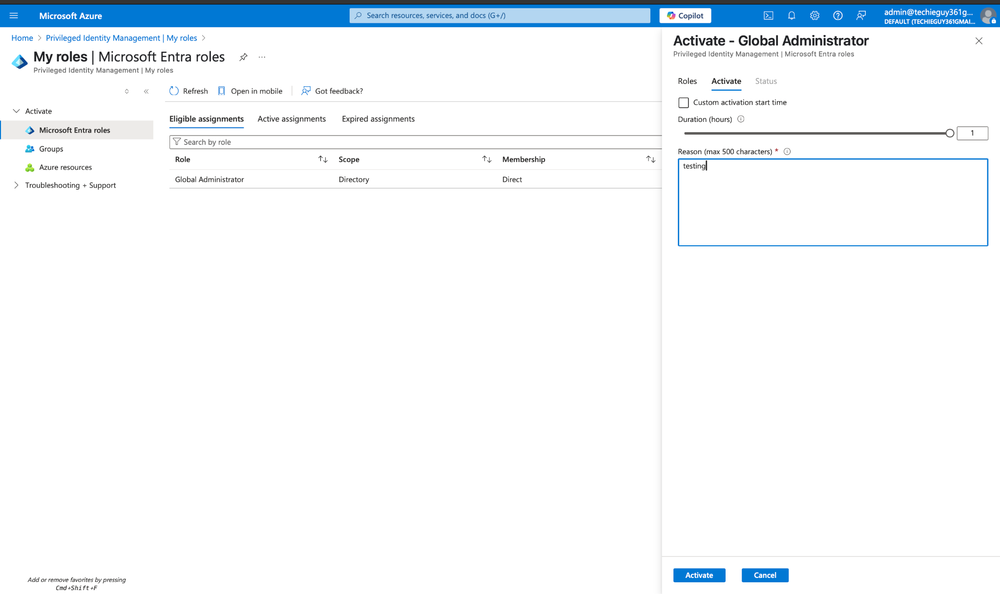 Microsoft Azure
Search resources, services, and docs (G+/)
Copilot
admin@techieguy361g...
DEFAULT (TECHIEGUY361GMAI...
Home > Privileged Identity Management | My roles >
My roles | Microsoft Entra roles
...
Privileged Identity Management | My roles
Refresh
Open in mobile
Got feedback?
Activate
Microsoft Entra roles
Groups
Azure resources
Troubleshooting + Support
Eligible assignments
Active assignments
Expired assignments
Search by role
Role
Scope
Membership
Global Administrator
Directory
Direct
Add or remove favorites by pressing
Cmd+Shift+F
Activate - Global Administrator
Privileged Identity Management | Microsoft Entra roles
Roles
Activate
Status
Custom activation start time
Duration (hours)
1
Reason (max 500 characters) *
testing
Activate
Cancel